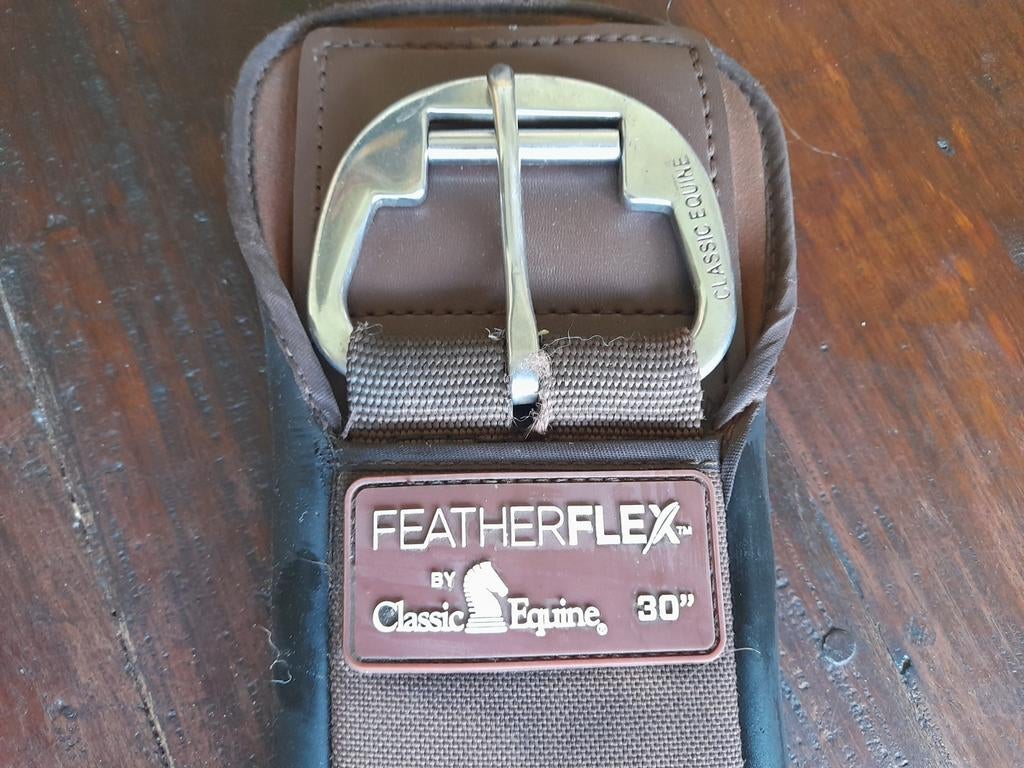 CLASSIC EQUINE
FEATHERFLEX™
BY
Classic Equine®
30"